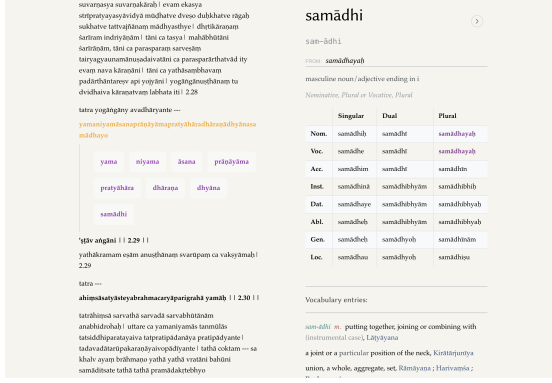 suvarṇasya suvarṇakāraḥ| evam ekasya
strīpratyayasyāvidyā mūḍhatve dveṣo duḥkhatve rāgaḥ
sukhatve tattvajñānaṃ mādhyasthye| dhṛtikāraṇaṃ
śarīram indriyāṇām| tāni ca tasya| mahābhūtāni
śarīrāṇām, tāni ca parasparaṃ sarveṣāṃ
tairyagyaunamānuṣadaivatāni ca parasparārthatvād ity
evaṃ nava kāraṇāni| tāni ca yathāsaṃbhavaṃ
padārthāntareṣv api yojyāni| yogāṅgānuṣṭhānaṃ tu
dvidhaiva kāraṇatvaṃ labhata iti| 2.28
tatra yogāṅgāny avadhāryante ---
yamaniyamāsanaprāṇāyāmapratyāhāradhāraṇādhyānasa
mādhayo
yama niyama āsana prāṇāyāma
pratyāhāra dhāraṇa dhyāna
samādhi
'ṣṭāv aṅgāni || 2.29 ||
yathākramam eṣām anuṣṭhānaṃ svarūpaṃ ca vakṣyāmaḥ|
2.29
tatra ---
ahiṃsāsatyāsteyabrahmacaryāparigrahā yamāḥ || 2.30 ||
tatrāhiṃsā sarvathā sarvadā sarvabhūtānām
anabhidrohaḥ| uttare ca yamaniyamās tanmūlās
tatsiddhiparatayaiva tatpratipādanāya pratipādyante|
tadavadātarūpakaraṇāyaivopādīyante| tathā coktam --- sa
khalv ayaṃ brāhmaṇo yathā yathā vratāni bahūni
samāditsate tathā tathā pramādakṛtebhyo
samādhi
sam-ādhi
FROM: samādhayaḥ
masculine noun/adjective ending in i
Nominative, Plural or Vocative, Plural
Singular Dual Plural
Nom. samādhiḥ samādhī samādhayaḥ
Voc. samādhe samādhī samādhayaḥ
Acc. samādhim samādhī samādhīn
Inst. samādhinā samādhibhyām samādhibhiḥ
Dat. samādhaye samādhibhyām samādhibhyaḥ
Abl. samādheḥ samādhibhyām samādhibhyaḥ
Gen. samādheḥ samādhyoḥ samādhīnām
Loc. samādhau samādhyoḥ samādhiṣu
Vocabulary entries:
sam-ādhi m. putting together, joining or combining with
(instrumental case), Lāṭyāyana
a joint or a particular position of the neck, Kirātārjunīya
union, a whole, aggregate, set, Rāmāyaṇa ; Harivaṃśa ;